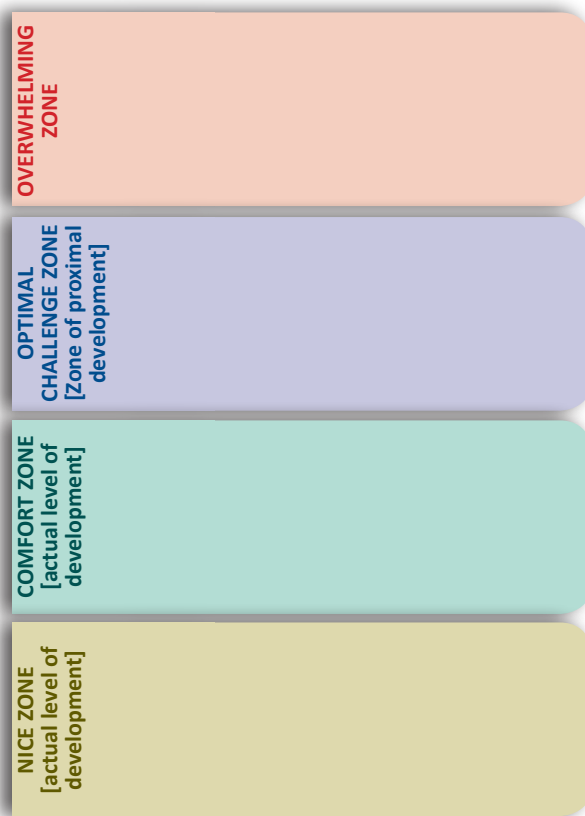 OVERWHELMING
ZONE
OPTIMAL
CHALLENGE ZONE
[Zone of proximal
development]
COMFORT ZONE
[actual level of
development]
NICE ZONE
[actual level of
development]